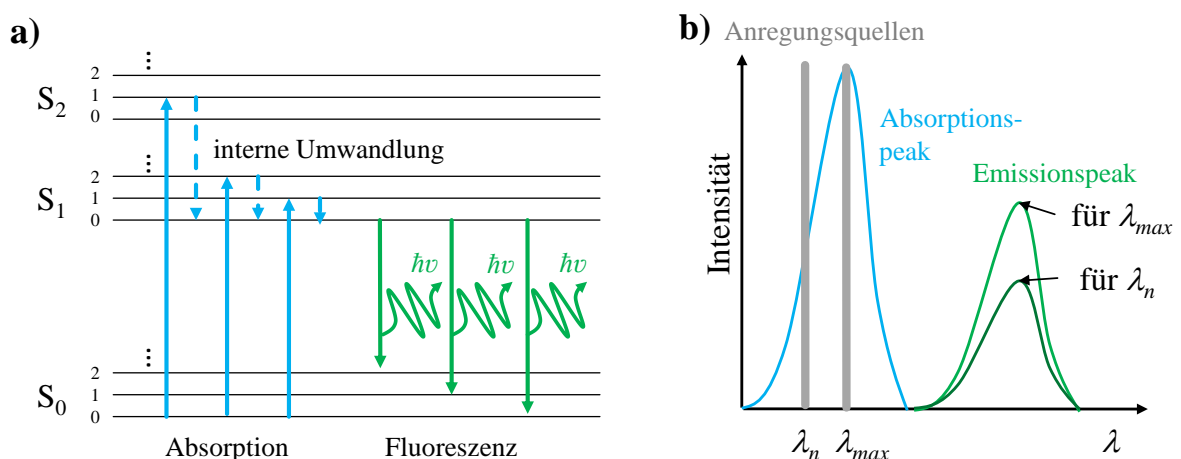 a)
⋮
2
S₂ 1
0
interne Umwandlung
⋮
2
S₁ 1
0
ħν ħν ħν
⋮
2
S₀ 1
0
Absorption Fluoreszenz
b) Anregungsquellen
Absorptions-
peak
Intensität
Emissionspeak
für λmax
für λn
λn λmax λ